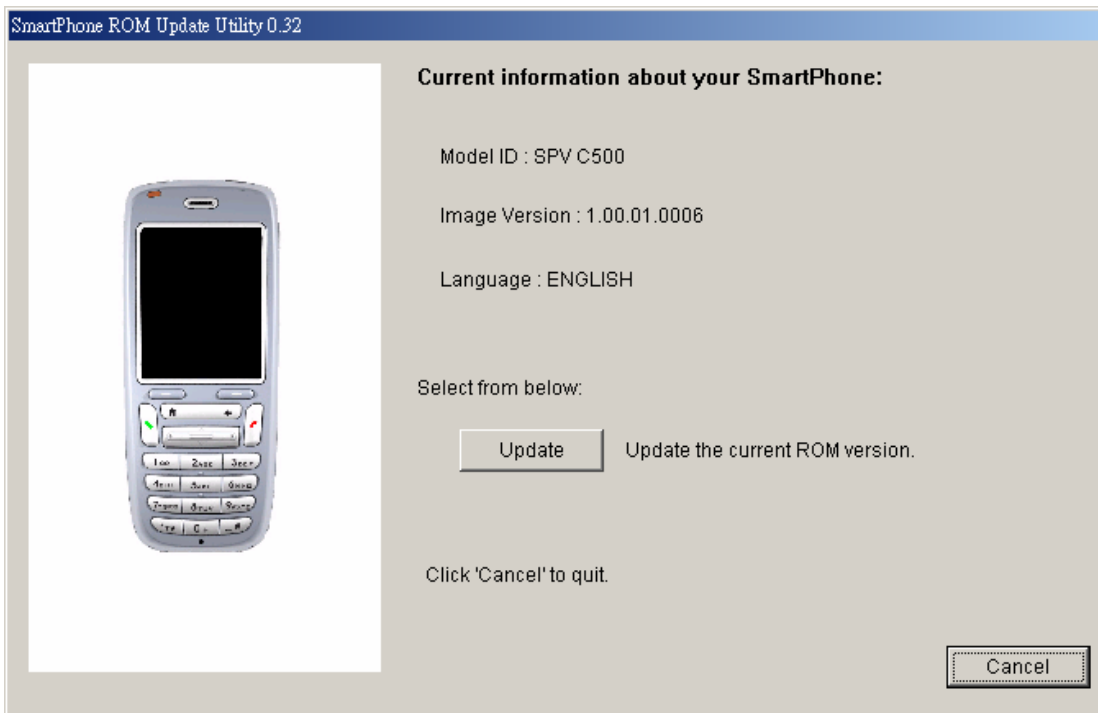 SmartPhone ROM Update Utility 0.32
Current information about your SmartPhone:
Model ID : SPV C500
Image Version : 1.00.01.0006
Language : ENGLISH
Select from below:
Update Update the current ROM version.
Click 'Cancel' to quit.
Cancel